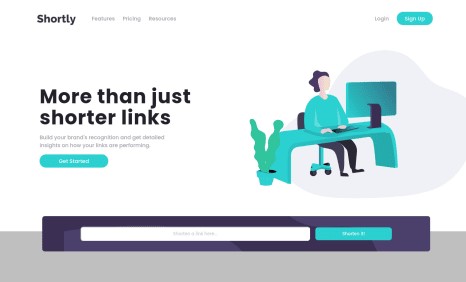 Shortly
Features Pricing Resources
Login
Sign Up
More than just
shorter links
Build your brand's recognition and get detailed
insights on how your links are performing.
Get Started
Shorten a link here...
Shorten it!